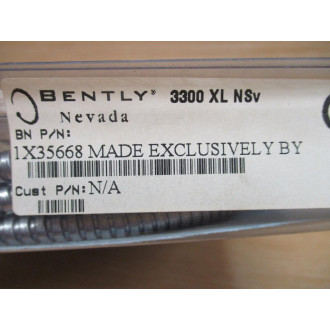 BENTLY® 3300 XL NSv
Nevada
BN P/N:
1X35668 MADE EXCLUSIVELY BY
Cust P/N: N/A